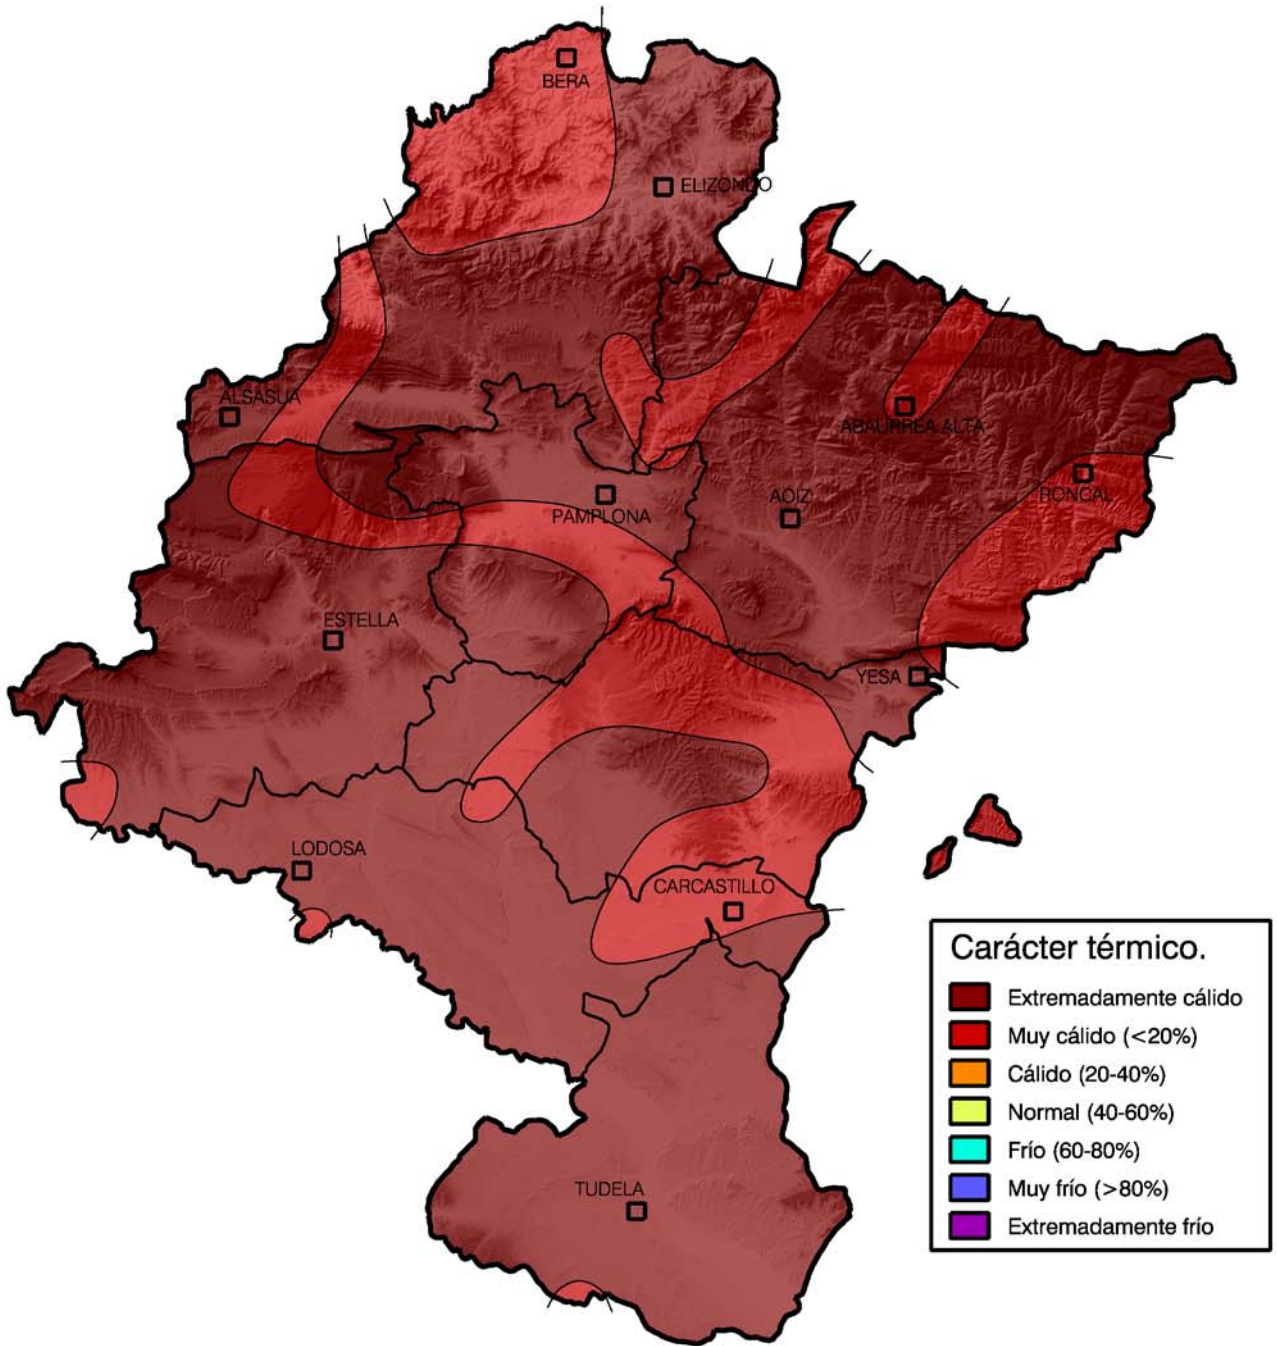 BERA
ELIZONDO
ALSASUA
ABAURREA ALTA
RONCAL
AOIZ
PAMPLONA
ESTELLA
YESA
LODOSA
CARCASTILLO
TUDELA
Carácter térmico.
Extremadamente cálido
Muy cálido (<20%)
Cálido (20-40%)
Normal (40-60%)
Frío (60-80%)
Muy frío (>80%)
Extremadamente frío